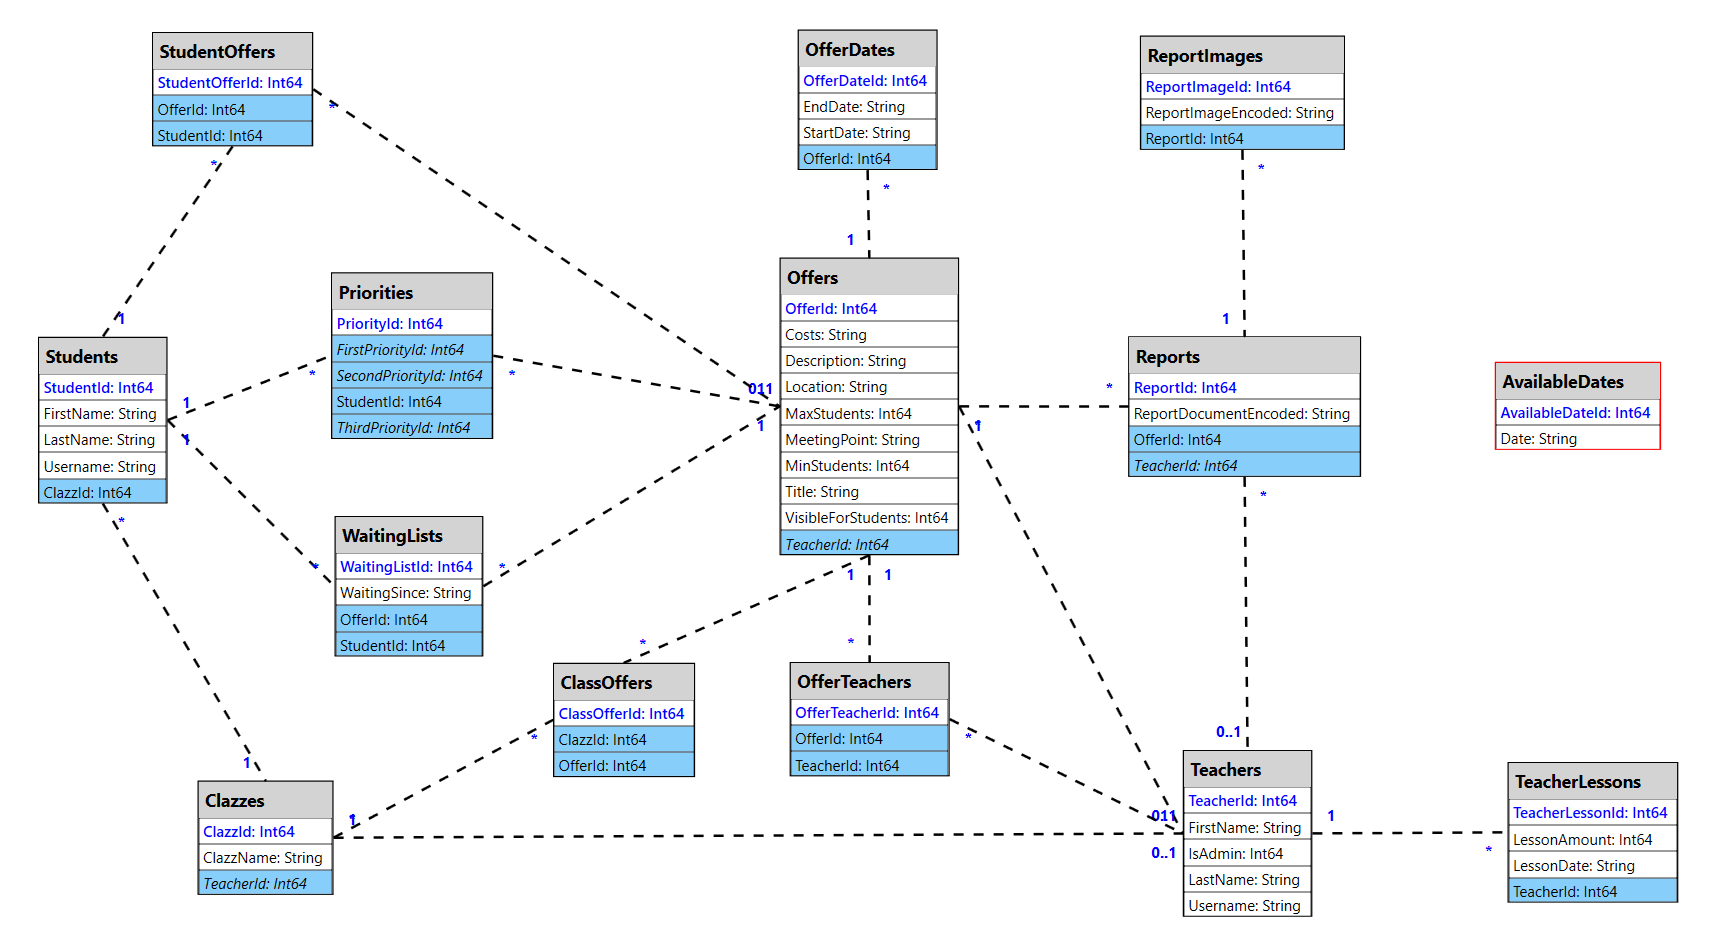 StudentOffers
StudentOfferId: Int64
OfferId: Int64
StudentId: Int64
*
*
1
OfferDates
OfferDateId: Int64
EndDate: String
StartDate: String
OfferId: Int64
*
1
ReportImages
ReportImageId: Int64
ReportImageEncoded: String
ReportId: Int64
*
1
Priorities
PriorityId: Int64
FirstPriorityId: Int64
SecondPriorityId: Int64
StudentId: Int64
ThirdPriorityId: Int64
*
*
Students
StudentId: Int64
FirstName: String
LastName: String
Username: String
ClazzId: Int64
1
1
*
Offers
OfferId: Int64
Costs: String
Description: String
Location: String
MaxStudents: Int64
MeetingPoint: String
MinStudents: Int64
Title: String
VisibleForStudents: Int64
TeacherId: Int64
011
1
1
1
1
Reports
ReportId: Int64
ReportDocumentEncoded: String
OfferId: Int64
TeacherId: Int64
*
*
AvailableDates
AvailableDateId: Int64
Date: String
WaitingLists
WaitingListId: Int64
WaitingSince: String
OfferId: Int64
StudentId: Int64
*
*
ClassOffers
ClassOfferId: Int64
ClazzId: Int64
OfferId: Int64
*
*
OfferTeachers
OfferTeacherId: Int64
OfferId: Int64
TeacherId: Int64
*
*
Clazzes
ClazzId: Int64
ClazzName: String
TeacherId: Int64
1
*
1
Teachers
TeacherId: Int64
FirstName: String
IsAdmin: Int64
LastName: String
Username: String
0..1
011
0..1
1
TeacherLessons
TeacherLessonId: Int64
LessonAmount: Int64
LessonDate: String
TeacherId: Int64
*